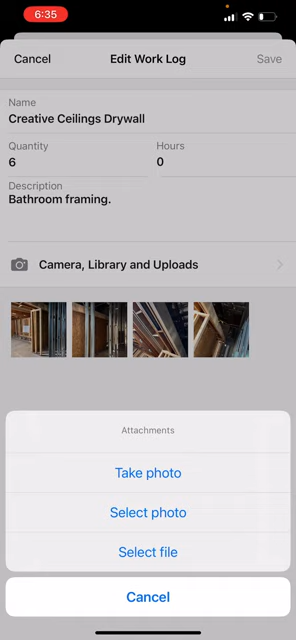 6:35
Cancel Edit Work Log Save
Name
Creative Ceilings Drywall
Quantity Hours
6 0
Description
Bathroom framing.
Camera, Library and Uploads
Attachments
Take photo
Select photo
Select file
Cancel